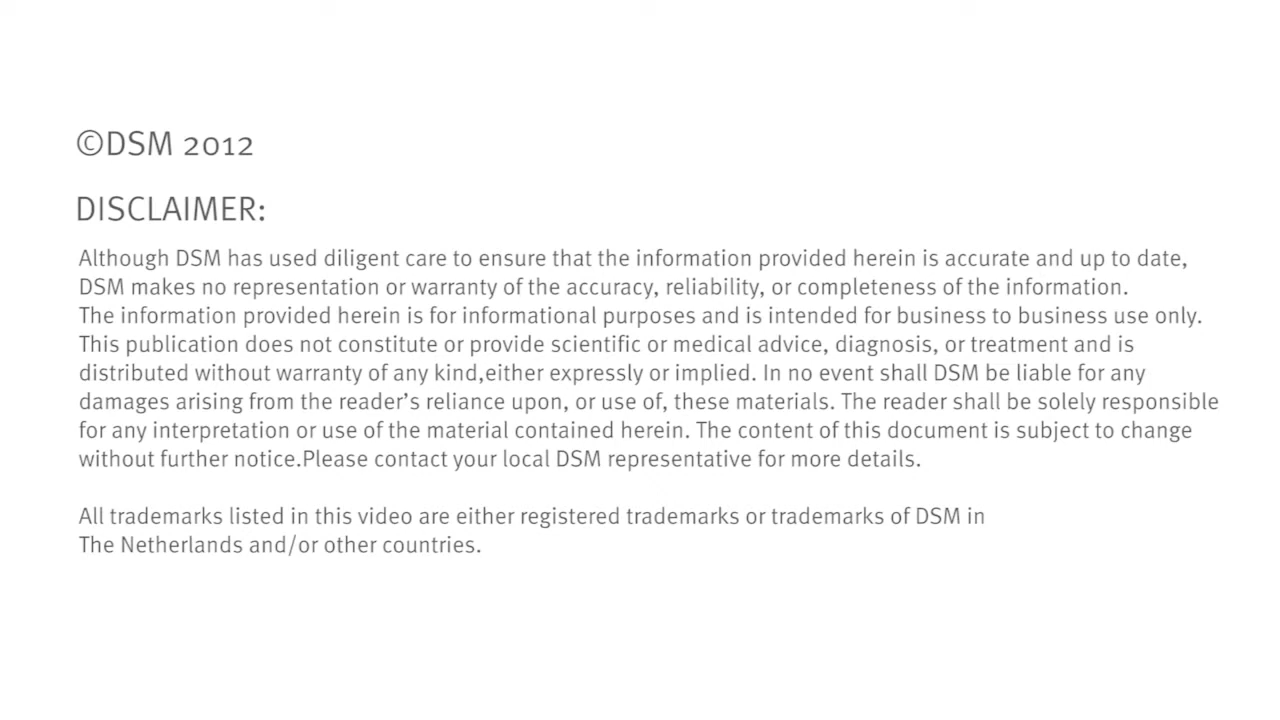 ©DSM 2012
DISCLAIMER:
Although DSM has used diligent care to ensure that the information provided herein is accurate and up to date,
DSM makes no representation or warranty of the accuracy, reliability, or completeness of the information.
The information provided herein is for informational purposes and is intended for business to business use only.
This publication does not constitute or provide scientific or medical advice, diagnosis, or treatment and is
distributed without warranty of any kind,either expressly or implied. In no event shall DSM be liable for any
damages arising from the reader’s reliance upon, or use of, these materials. The reader shall be solely responsible
for any interpretation or use of the material contained herein. The content of this document is subject to change
without further notice.Please contact your local DSM representative for more details.
All trademarks listed in this video are either registered trademarks or trademarks of DSM in
The Netherlands and/or other countries.